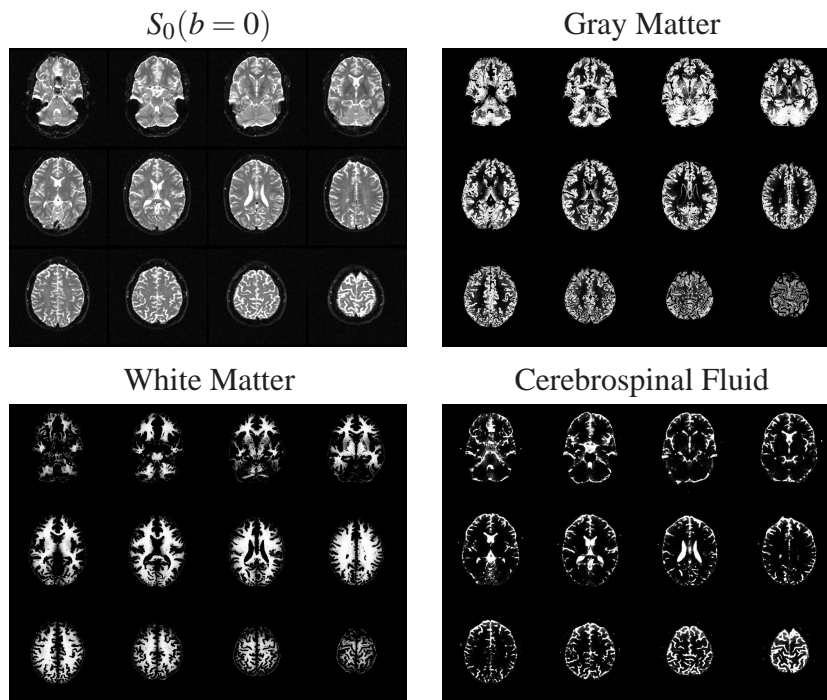 S₀(b = 0)
Gray Matter
White Matter
Cerebrospinal Fluid